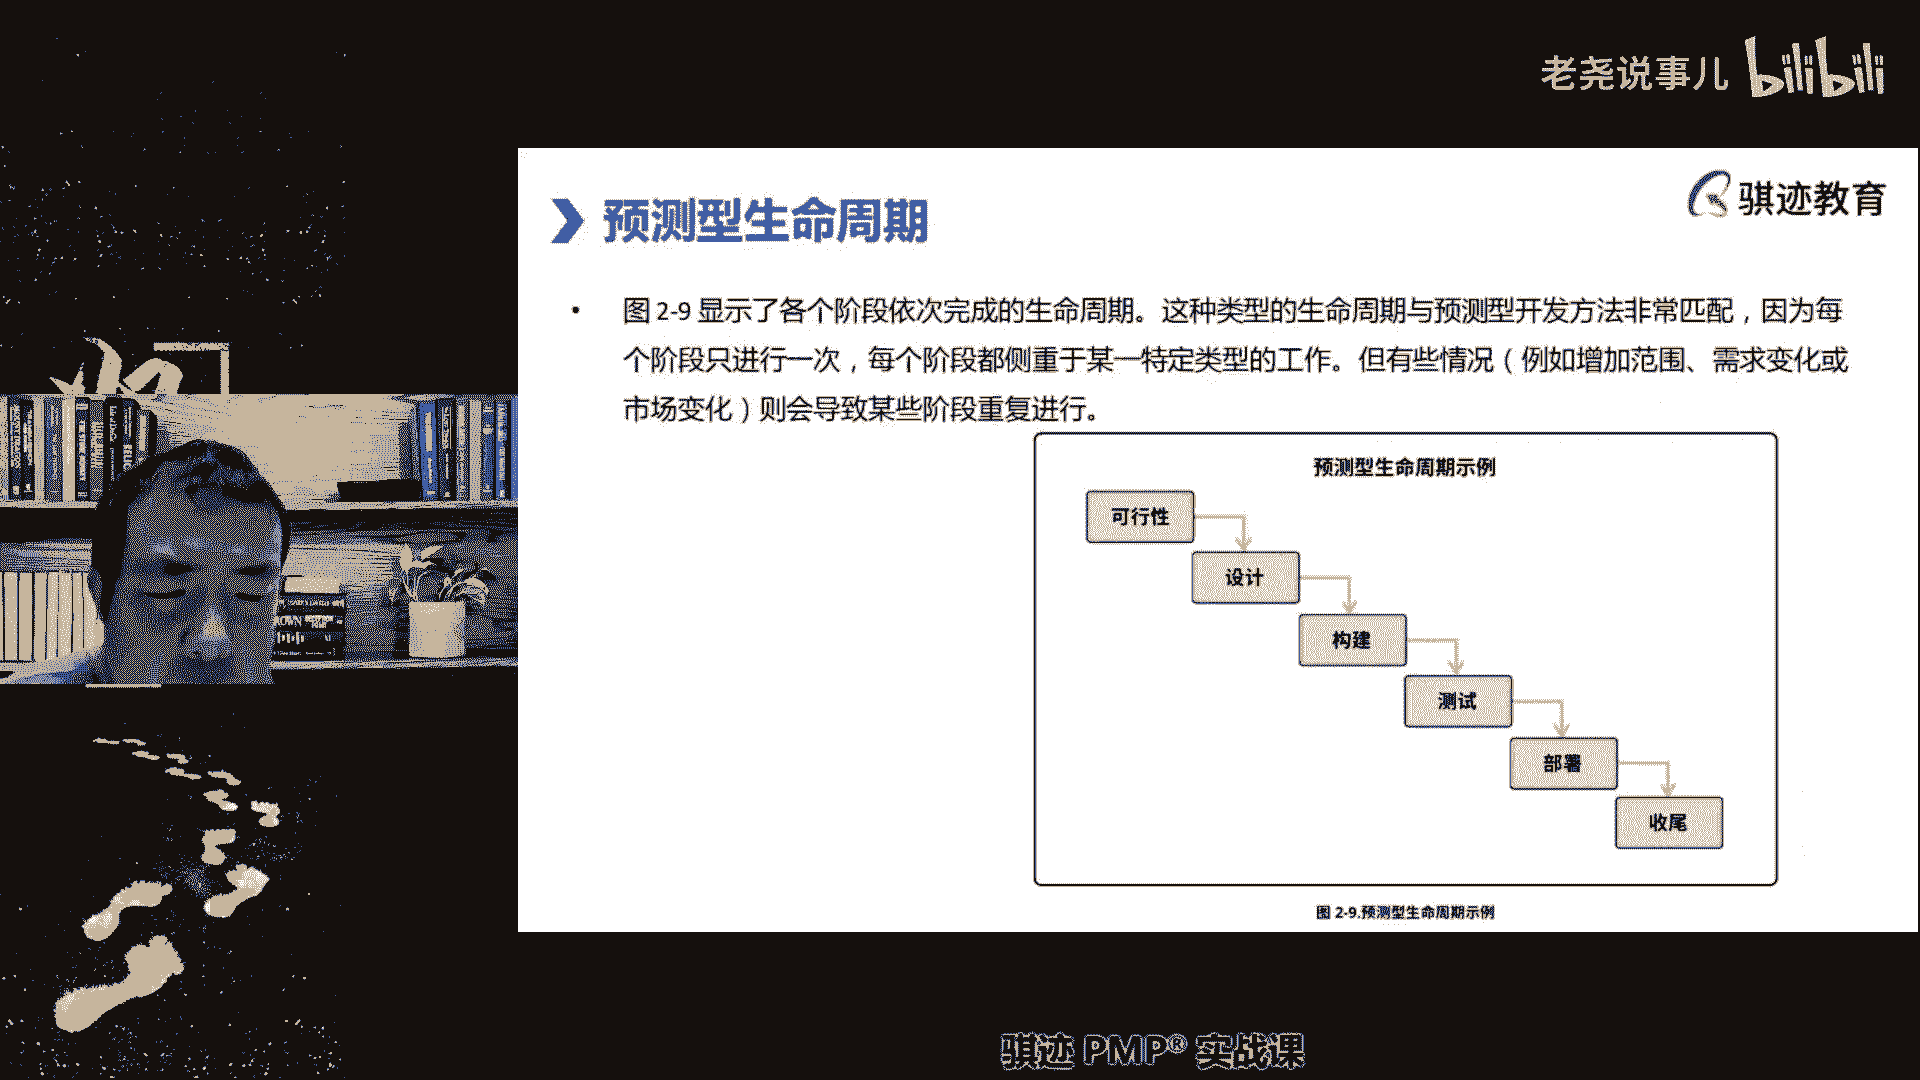 老尧说事儿 bilibili
骐迹教育
预测型生命周期
• 图 2-9 显示了各个阶段依次完成的生命周期。这种类型的生命周期与预测型开发方法非常匹配，因为每
个阶段只进行一次，每个阶段都侧重于某一特定类型的工作。但有些情况（例如增加范围、需求变化或
市场变化）则会导致某些阶段重复进行。
预测型生命周期示例
可行性
设计
构建
测试
部署
收尾
图 2-9.预测型生命周期示例
骐迹 PMP® 实战课